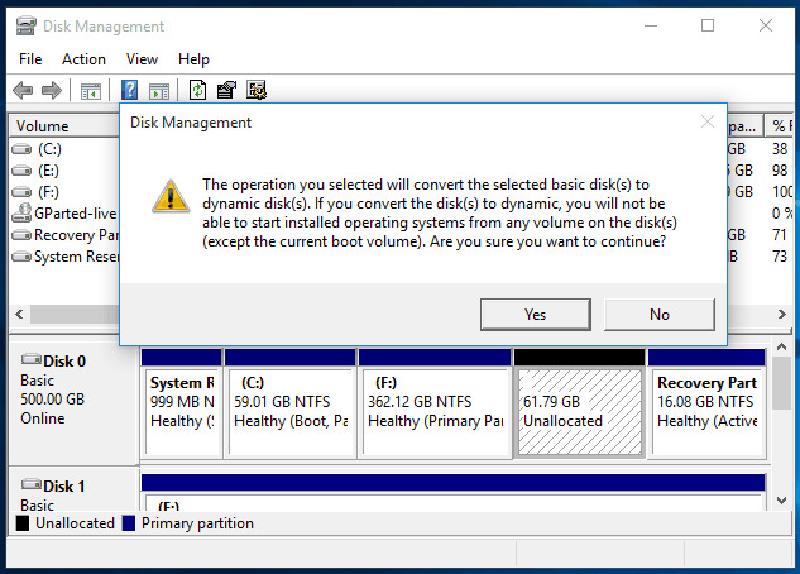 Disk Management
File Action View Help
Disk Management
Volume
pa... %
(C:) GB 38
(E:) GB 98
(F:) GB 100
GParted-live 0 %
Recovery Par GB 71
System Reser 73
The operation you selected will convert the selected basic disk(s) to
dynamic disk(s). If you convert the disk(s) to dynamic, you will not be
able to start installed operating systems from any volume on the disk(s)
(except the current boot volume). Are you sure you want to continue?
Yes No
Disk 0
Basic
500.00 GB
Online
System R
999 MB N
Healthy (S
(C:)
59.01 GB NTFS
Healthy (Boot, Pa
(F:)
362.12 GB NTFS
Healthy (Primary Par
61.79 GB
Unallocated
Recovery Part
16.08 GB NTFS
Healthy (Active
Disk 1
Basic
(E:)
Unallocated Primary partition